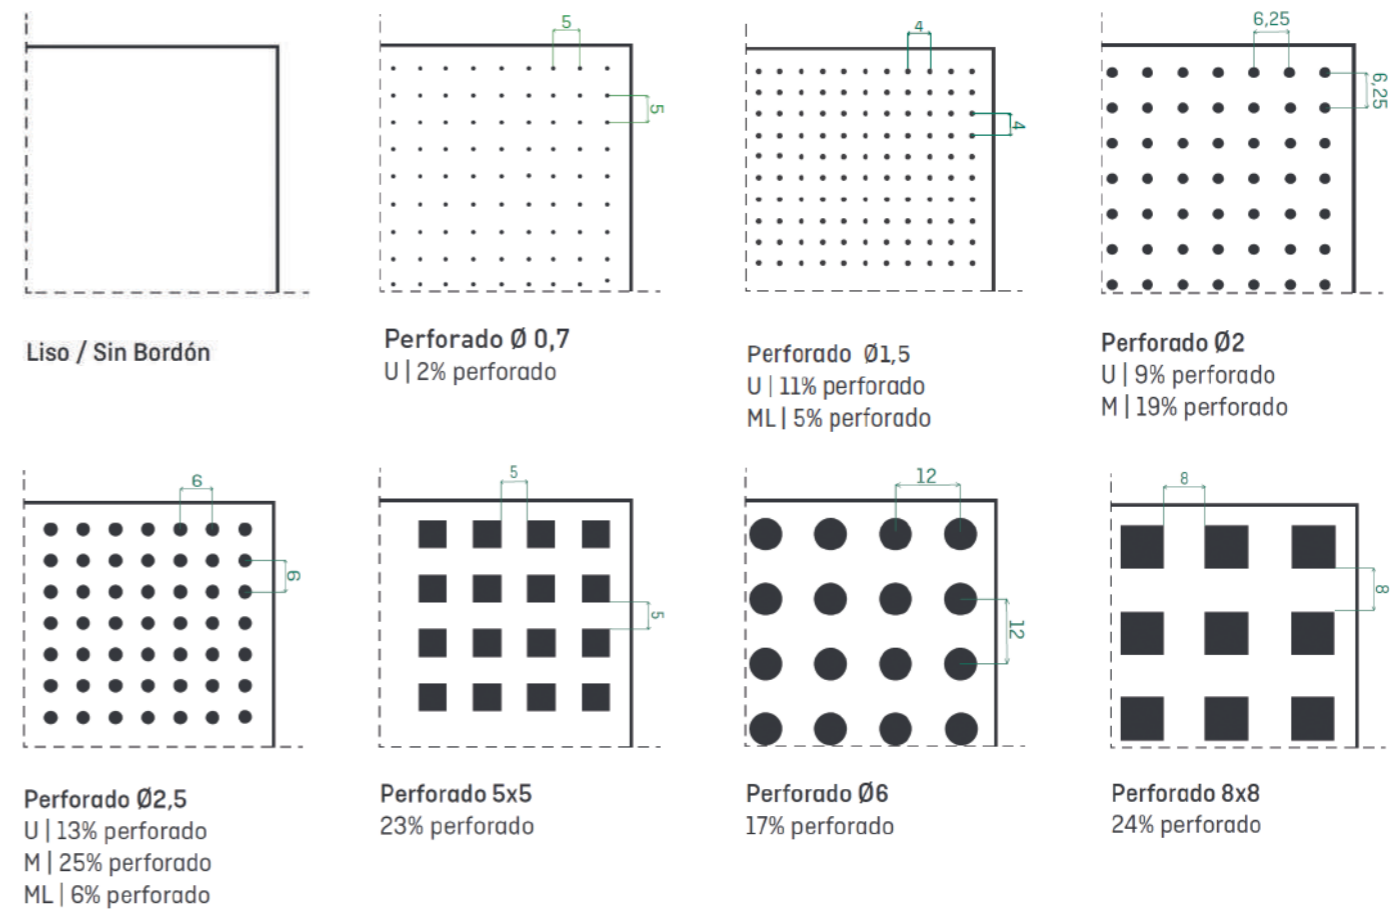 5
5
4
4
6,25
6,25
Liso / Sin Bordón
Perforado Ø 0,7
U | 2% perforado
Perforado Ø1,5
U | 11% perforado
ML | 5% perforado
Perforado Ø2
U | 9% perforado
M | 19% perforado
6
6
5
5
12
12
8
8
Perforado Ø2,5
U | 13% perforado
M | 25% perforado
ML | 6% perforado
Perforado 5x5
23% perforado
Perforado Ø6
17% perforado
Perforado 8x8
24% perforado